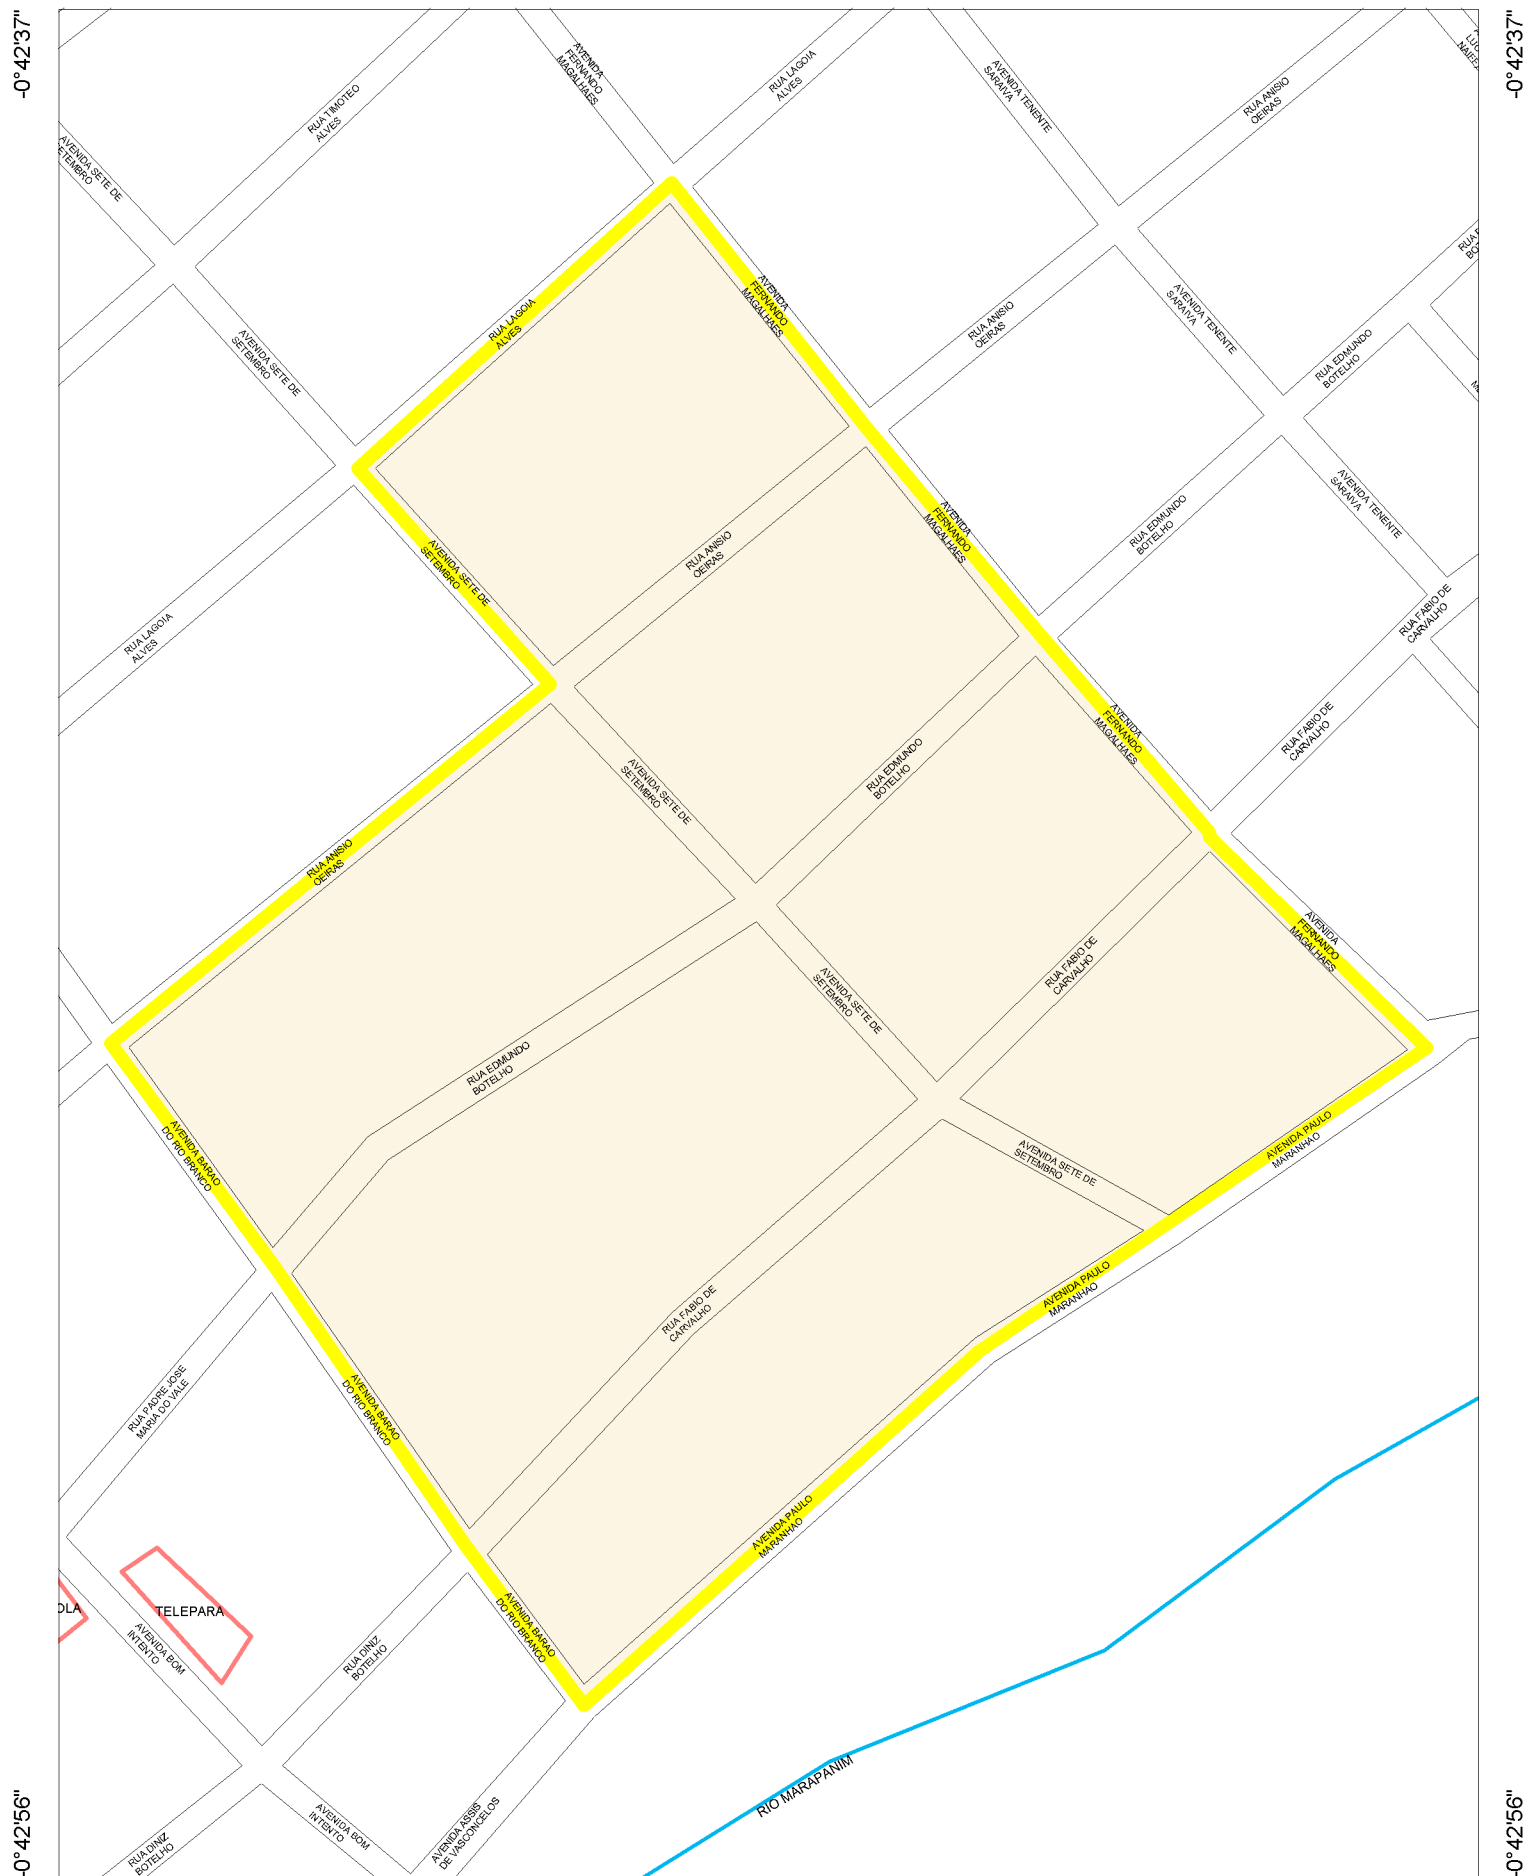 -0°42'37"
-0°42'37"
AVENIDA
FERNANDO
MAGALHAES
RUA LAGOIA
ALVES
AVENIDA TENENTE
SARAIVA
RUA ANISIO
OEIRAS
RUA TIMOTEO
ALVES
AVENIDA SETE DE
ETEMBRO
AVENIDA
FERNANDO
MAGALHAES
AVENIDA TENENTE
SARAIVA
RUA LAGOIA
ALVES
RUA ANISIO
OEIRAS
RUA EDMUNDO
BOTELHO
AVENIDA SETE DE
SETEMBRO
AVENIDA TENENTE
SARAIVA
RUA EDMUNDO
BOTELHO
AVENIDA
FERNANDO
MAGALHAES
RUA ANISIO
OEIRAS
AVENIDA SETE DE
SETEMBRO
RUA FABIO DE
CARVALHO
RUA LAGOIA
ALVES
RUA FABIO DE
CARVALHO
AVENIDA
FERNANDO
MAGALHAES
RUA EDMUNDO
BOTELHO
AVENIDA SETE DE
SETEMBRO
RUA ANISIO
OEIRAS
AVENIDA
FERNANDO
MAGALHAES
RUA FABIO DE
CARVALHO
AVENIDA SETE DE
SETEMBRO
RUA EDMUNDO
BOTELHO
AVENIDA PAULO
MARANHAO
AVENIDA BARAO
DO RIO BRANCO
AVENIDA SETE DE
SETEMBRO
AVENIDA PAULO
MARANHAO
RUA FABIO DE
CARVALHO
RUA PADRE JOSE
MARIA DO VALE
AVENIDA BARAO
DO RIO BRANCO
AVENIDA PAULO
MARANHAO
OLA
TELEPARA
AVENIDA BOM
INTENTO
RUA DINIZ
BOTELHO
AVENIDA BARAO
DO RIO BRANCO
RIO MARAPANIM
AVENIDA BOM
INTENTO
RUA DINIZ
BOTELHO
AVENIDA ASSIS
DE VASCONCELOS
-0°42'56"
-0°42'56"